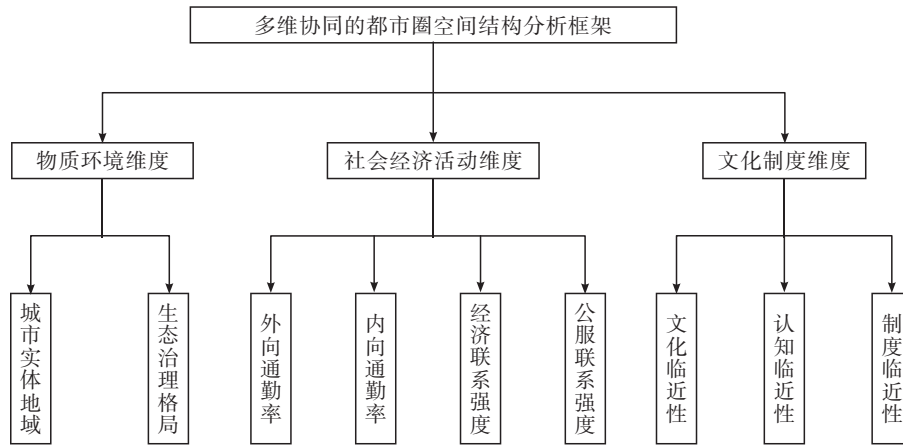 多维协同的都市圈空间结构分析框架
物质环境维度
社会经济活动维度
文化制度维度
城市实体地域
生态治理格局
外向通勤率
内向通勤率
经济联系强度
公服联系强度
文化临近性
认知临近性
制度临近性